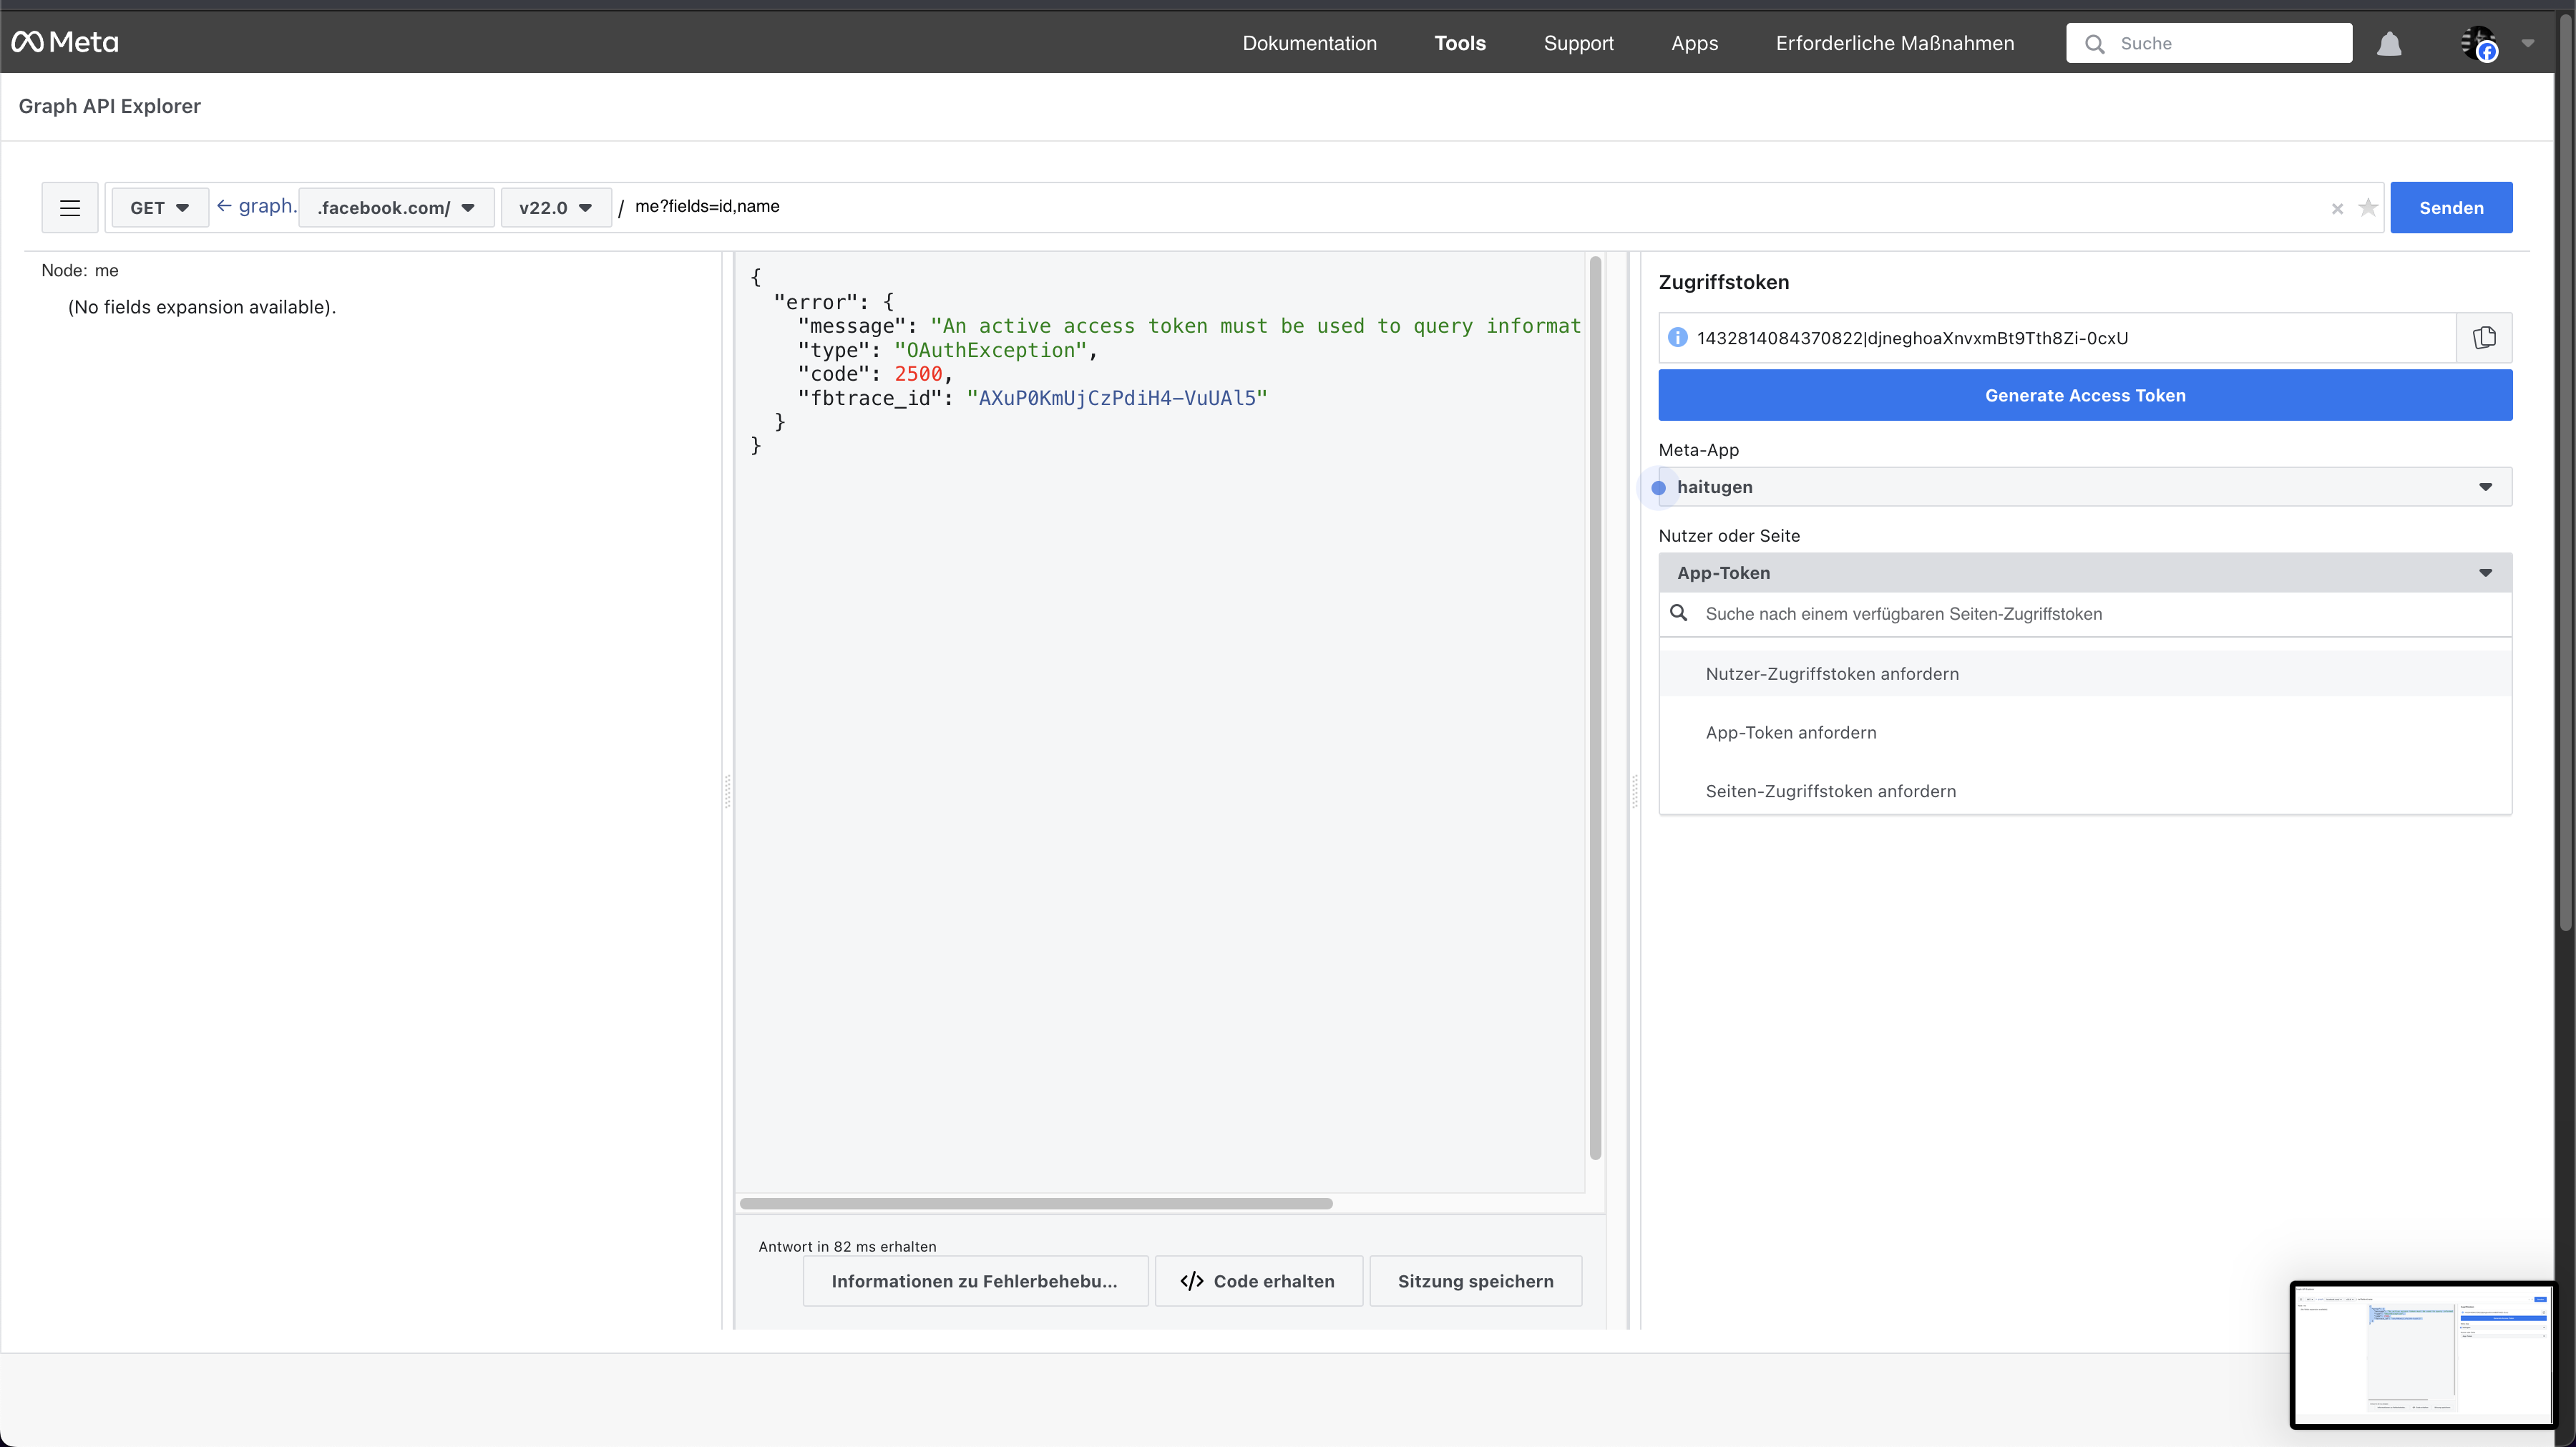 Meta
Dokumentation
Tools
Support
Apps
Erforderliche Maßnahmen
Suche
Graph API Explorer
GET
← graph.
.facebook.com/
v22.0
/ me?fields=id,name
Senden
Node: me
(No fields expansion available).
{
"error": {
"message": "An active access token must be used to query informat
"type": "OAuthException",
"code": 2500,
"fbtrace_id": "AXuP0KmUjCzPdiH4-VuUAl5"
}
}
Antwort in 82 ms erhalten
Informationen zu Fehlerbehebu...
</> Code erhalten
Sitzung speichern
Zugriffstoken
1432814084370822|djneghoaXnvxmBt9Tth8Zi-0cxU
Generate Access Token
Meta-App
haitugen
Nutzer oder Seite
App-Token
Suche nach einem verfügbaren Seiten-Zugriffstoken
Nutzer-Zugriffstoken anfordern
App-Token anfordern
Seiten-Zugriffstoken anfordern